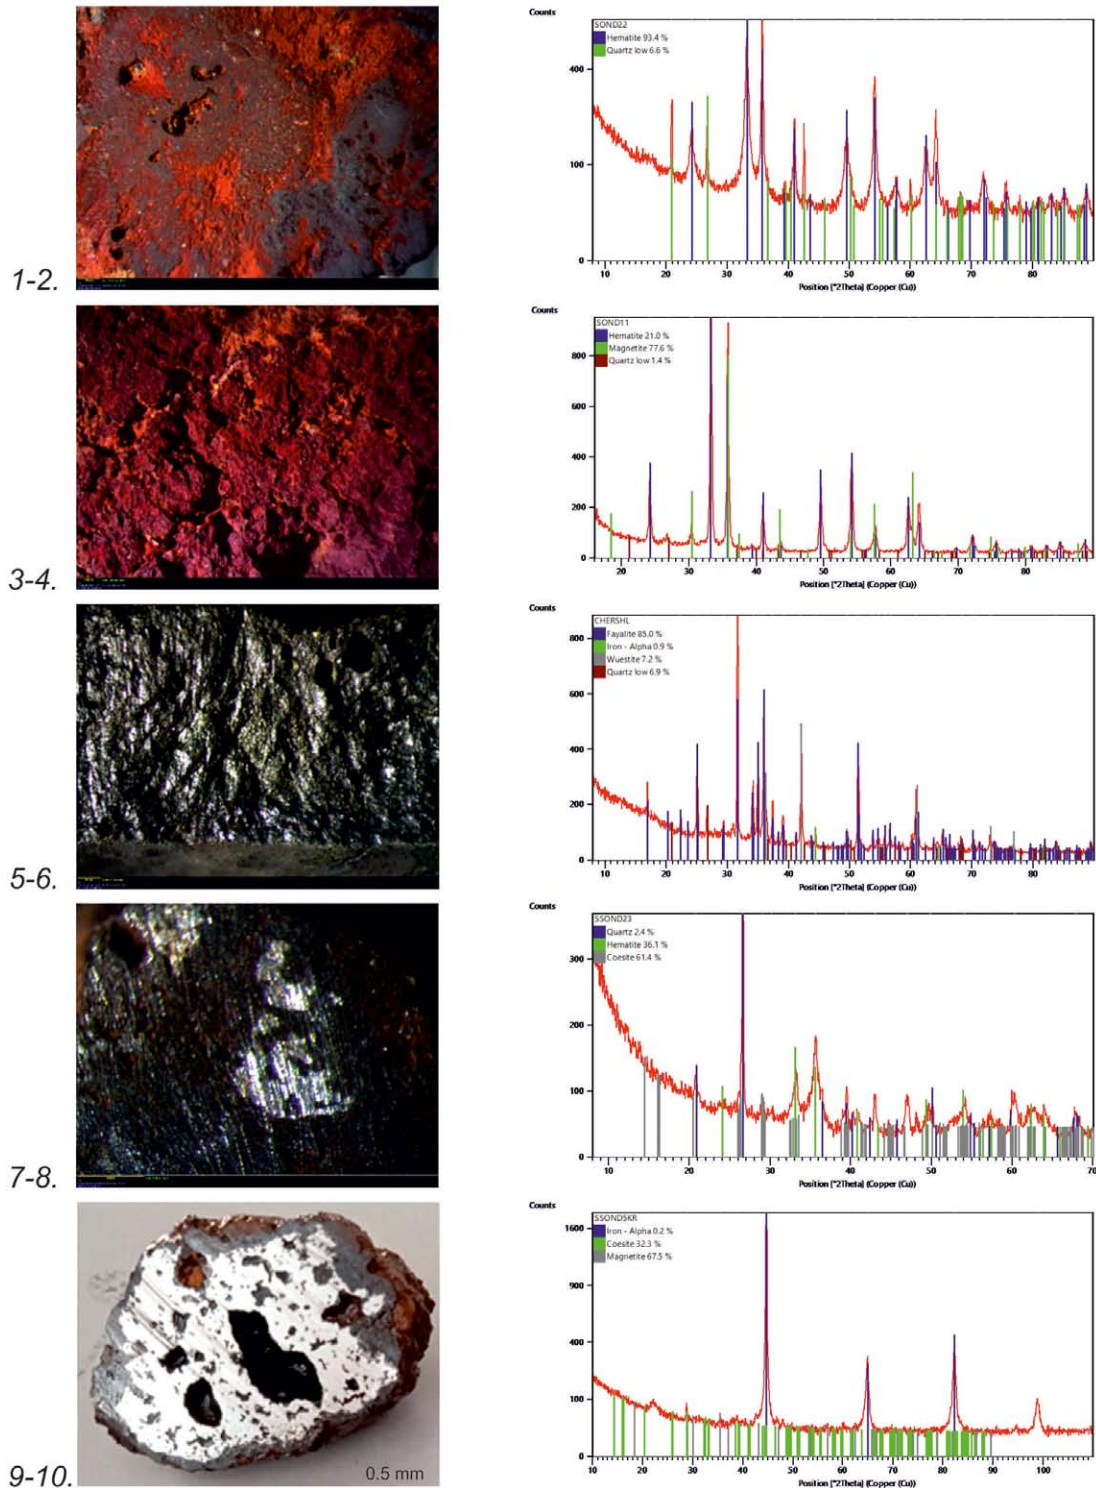 Counts
SOND22
Hematite 93.4 %
Quartz low 6.6 %
400
100
0
10 20 30 40 50 60 70 80
Position [°2Theta] (Copper (Cu))
1-2.
Counts
SOND11
Hematite 21.0 %
Magnetite 77.6 %
Quartz low 1.4 %
800
600
400
200
0
20 30 40 50 60 70 80
Position [°2Theta] (Copper (Cu))
3-4.
Counts
CHERSHL
Fayalite 85.0 %
Iron - Alpha 0.9 %
Wuestite 7.2 %
Quartz low 6.9 %
800
600
400
200
0
10 20 30 40 50 60 70 80
Position [°2Theta] (Copper (Cu))
5-6.
Counts
SSOND23
Quartz 2.4 %
Hematite 36.1 %
Coesite 61.4 %
300
200
100
0
10 20 30 40 50 60 70
Position [°2Theta] (Copper (Cu))
7-8.
Counts
SSOND5KR
Iron - Alpha 0.2 %
Coesite 32.3 %
Magnetite 67.5 %
1600
900
400
100
0
10 20 30 40 50 60 70 80 90 100
Position [°2Theta] (Copper (Cu))
0.5 mm
9-10.